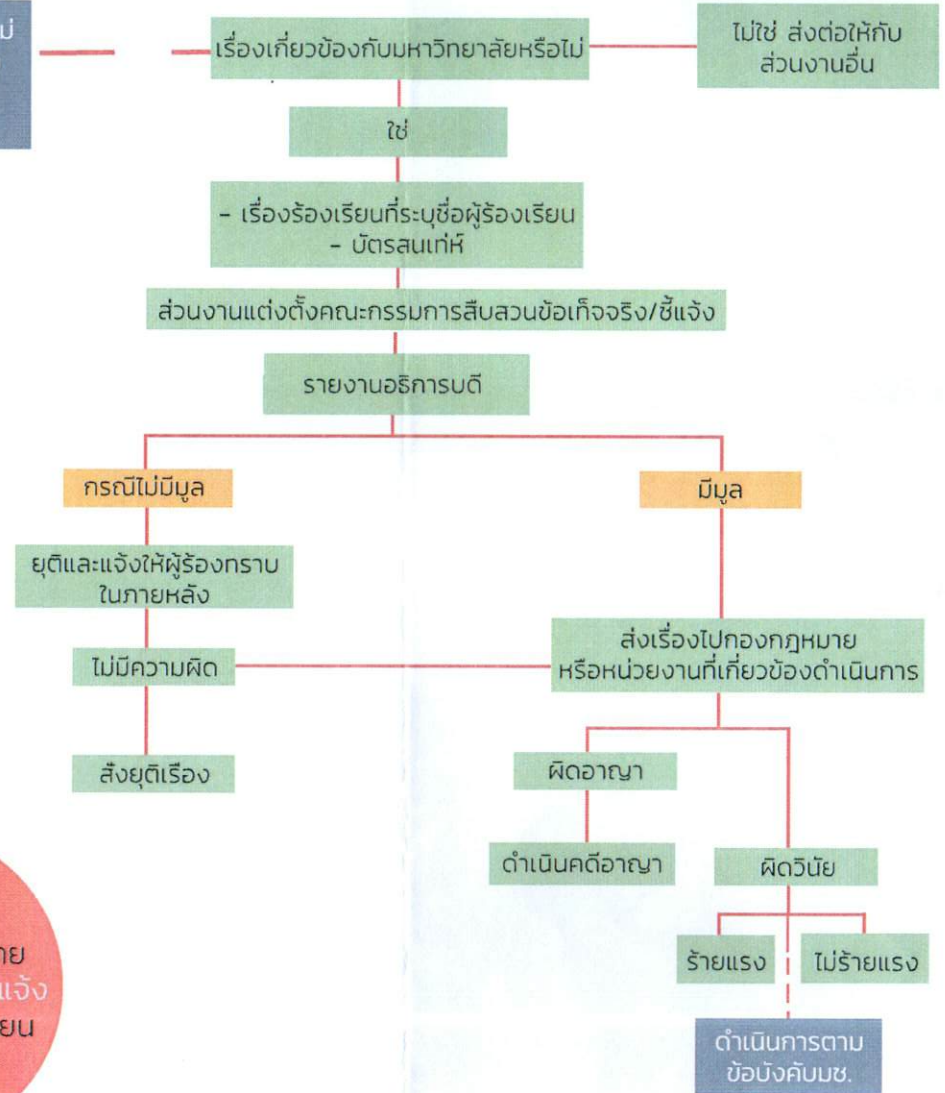 ม่
เรื่องเกี่ยวข้องกับมหาวิทยาลัยหรือไม่
ไม่ใช่ ส่งต่อให้กับ
ส่วนงานอื่น
ใช่
- เรื่องร้องเรียนที่ระบุชื่อผู้ร้องเรียน
- บัตรสนเท่ห์
ส่วนงานแต่งตั้งคณะกรรมการสืบสวนข้อเท็จจริง/ชี้แจ้ง
รายงานอธิการบดี
กรณีไม่มีมูล
มีมูล
ยุติและแจ้งให้ผู้ร้องทราบ
ในภายหลัง
ส่งเรื่องไปกองกฎหมาย
หรือหน่วยงานที่เกี่ยวข้องดำเนินการ
ไม่มีความผิด
สั่งยุติเรื่อง
ผิดอาญา
ดำเนินคดีอาญา
ผิดวินัย
ร้ายแรง
ไม่ร้ายแรง
าย
แจ้ง
ยน
ดำเนินการตาม
ข้อบังคับมช.